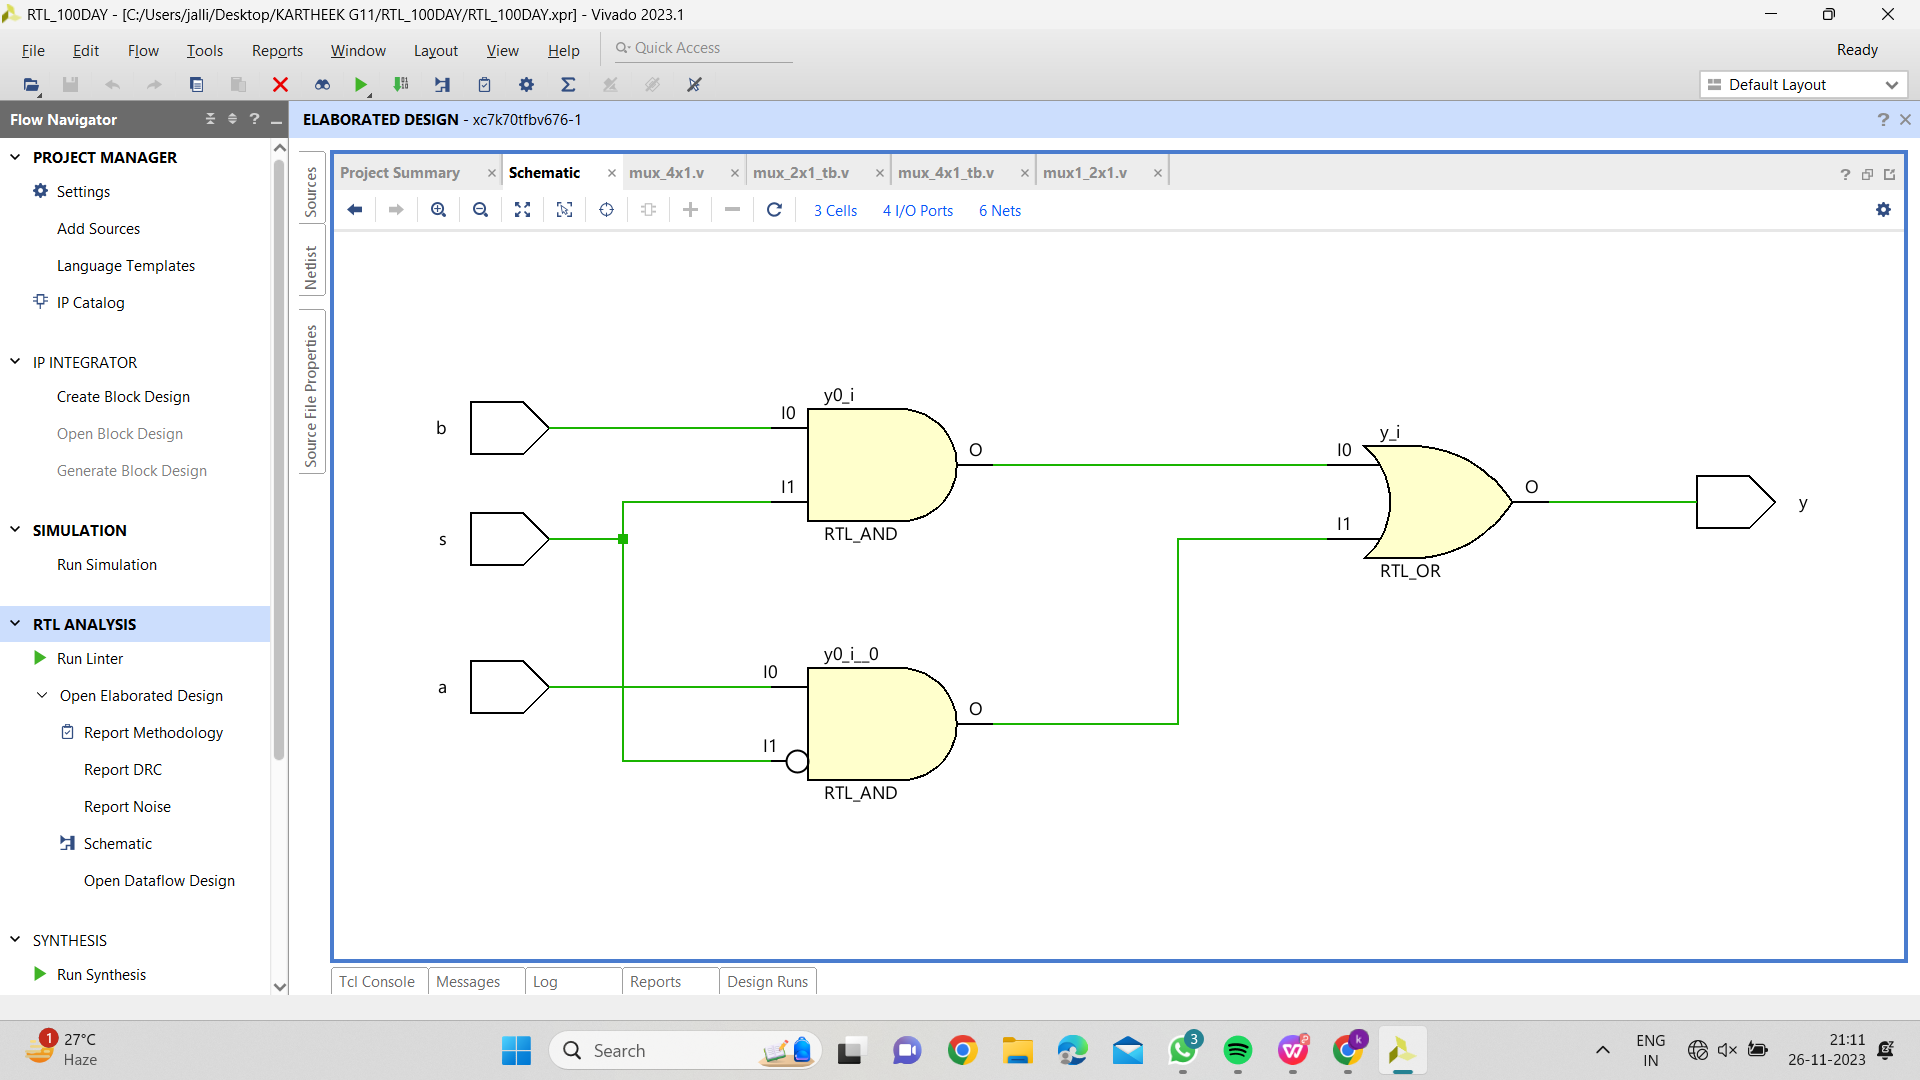 RTL_100DAY - [C:/Users/jalli/Desktop/KARTHEEK G11/RTL_100DAY/RTL_100DAY.xpr] - Vivado 2023.1
File Edit Flow Tools Reports Window Layout View Help Quick Access Ready
Default Layout
Flow Navigator ?
ELABORATED DESIGN - xc7k70tfbv676-1 ?
PROJECT MANAGER
Settings
Add Sources
Language Templates
IP Catalog
IP INTEGRATOR
Create Block Design
Open Block Design
Generate Block Design
SIMULATION
Run Simulation
RTL ANALYSIS
Run Linter
Open Elaborated Design
Report Methodology
Report DRC
Report Noise
Schematic
Open Dataflow Design
SYNTHESIS
Run Synthesis
Sources
Netlist
Source File Properties
Project Summary Schematic mux_4x1.v mux_2x1_tb.v mux_4x1_tb.v mux1_2x1.v ?
3 Cells 4 I/O Ports 6 Nets
y0_i
b I0
O
I1
RTL_AND
s
y_i
I0
O
I1
RTL_OR
y
y0_i__0
a I0
O
I1
RTL_AND
Tcl Console Messages Log Reports Design Runs
1
27°C
Haze
Search
3
k
ENG
IN
21:11
26-11-2023